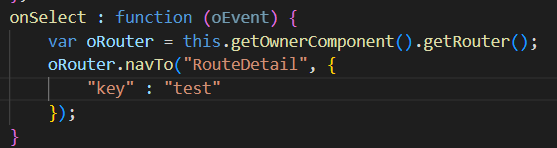 onSelect : function (oEvent) {
    var oRouter = this.getOwnerComponent().getRouter();
    oRouter.navTo("RouteDetail", {
        "key" : "test"
    });
}